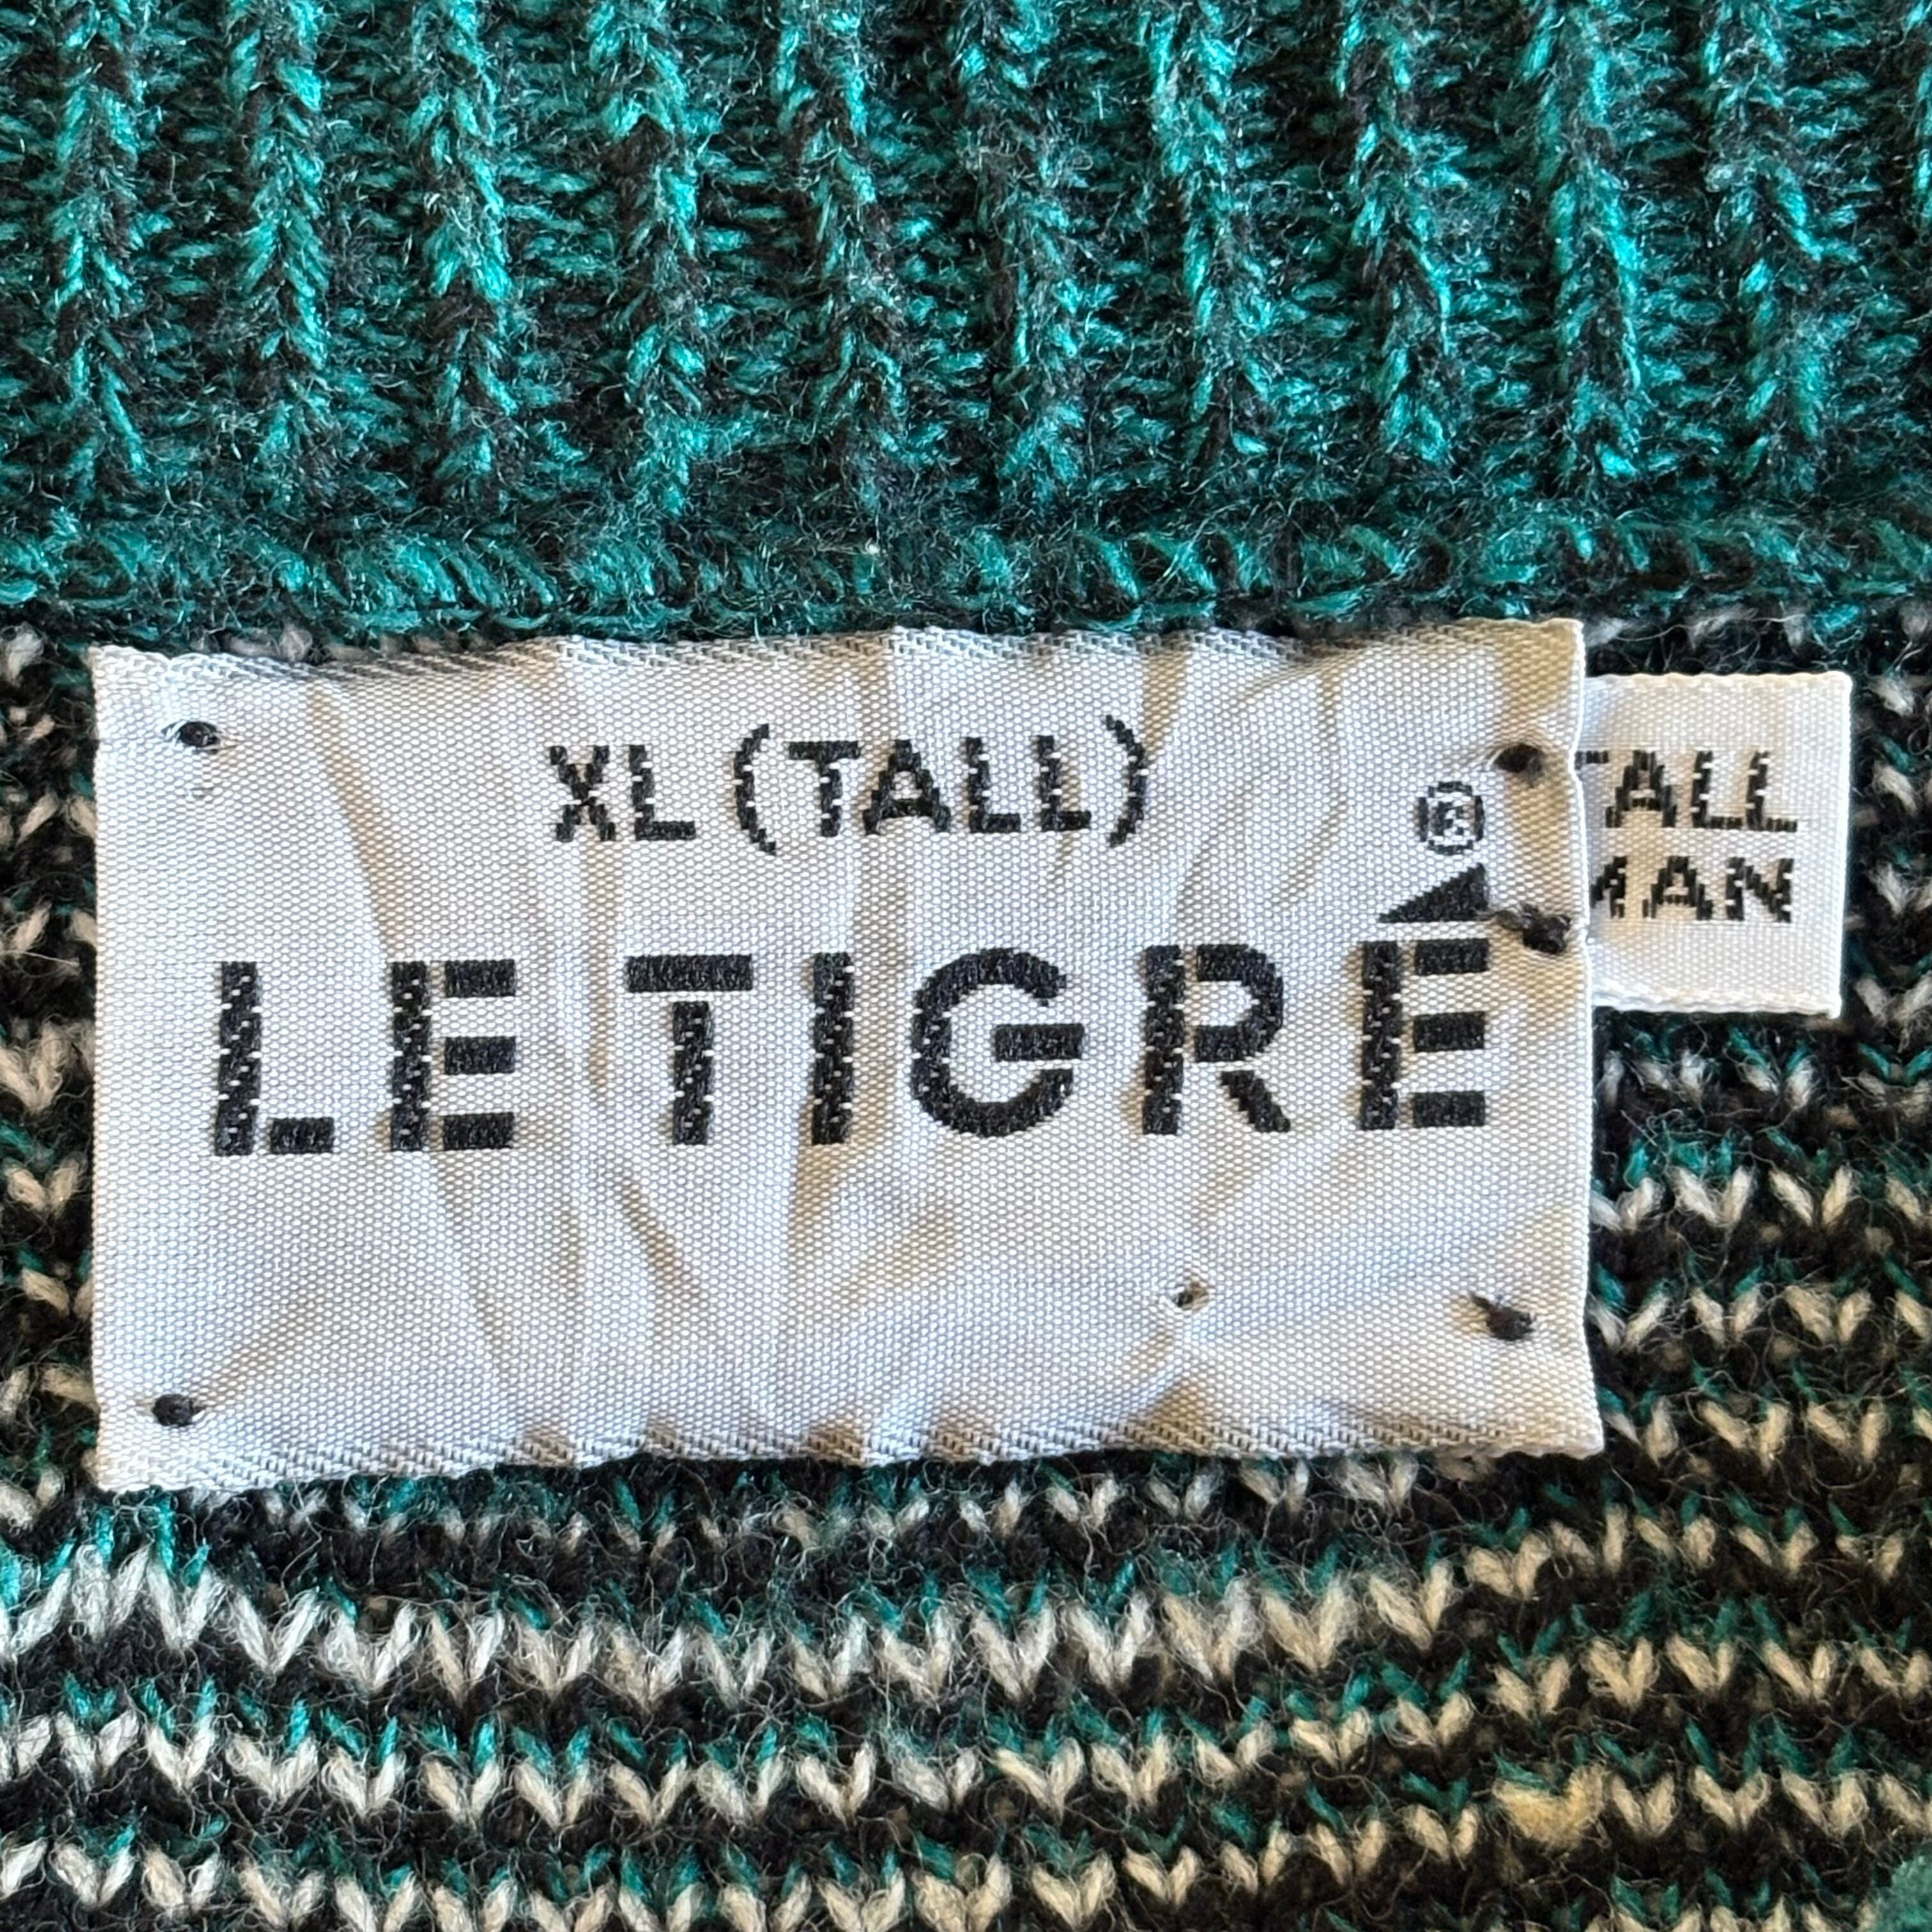 XL (TALL)
LE TIGRÉ®
TALL
MAN